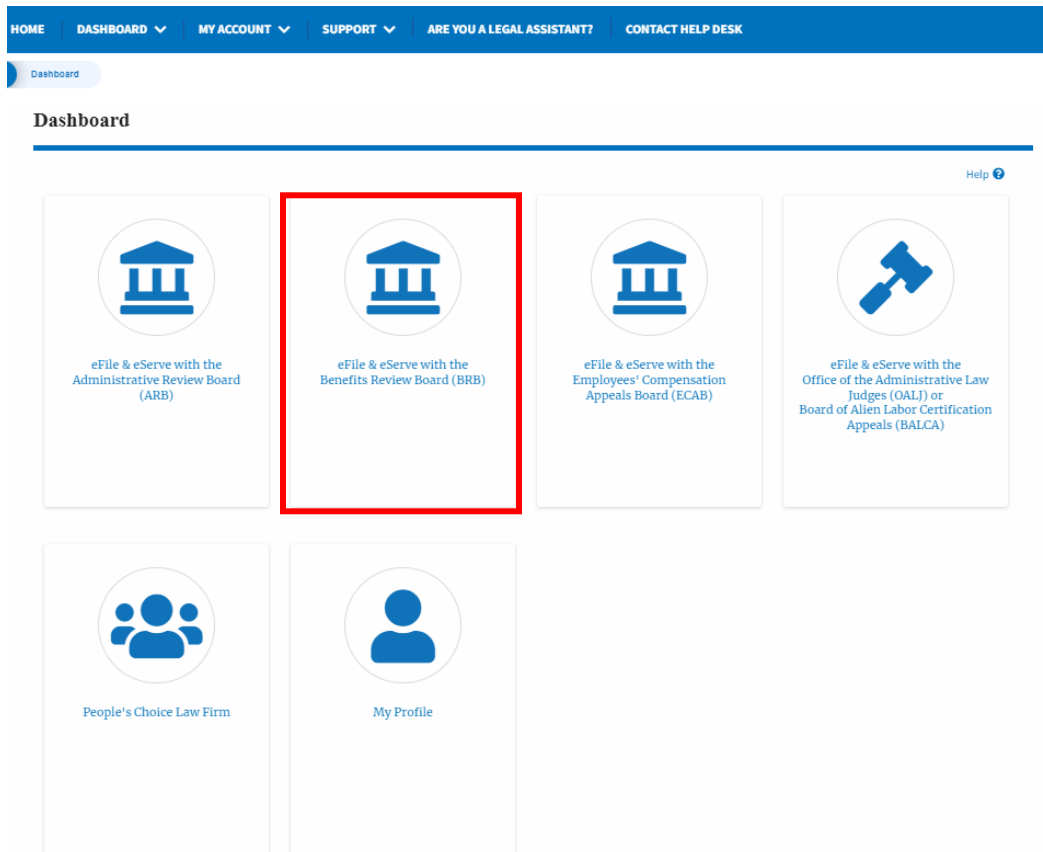 HOME DASHBOARD MY ACCOUNT SUPPORT ARE YOU A LEGAL ASSISTANT? CONTACT HELP DESK
Dashboard
Dashboard
Help
eFile & eServe with the
Administrative Review Board
(ARB)
eFile & eServe with the
Benefits Review Board (BRB)
eFile & eServe with the
Employees' Compensation
Appeals Board (ECAB)
eFile & eServe with the
Office of the Administrative Law
Judges (OALJ) or
Board of Alien Labor Certification
Appeals (BALCA)
People's Choice Law Firm
My Profile